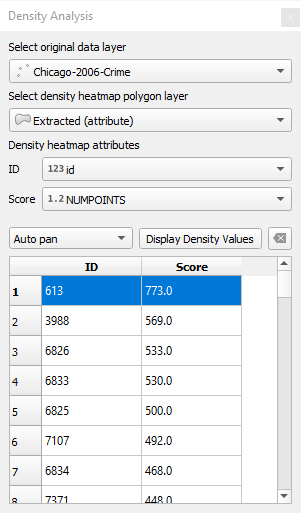 Density Analysis
x
Select original data layer
Chicago-2006-Crime
Select density heatmap polygon layer
Extracted (attribute)
Density heatmap attributes
ID 123 id
Score 1.2 NUMPOINTS
Auto pan Display Density Values
ID Score
1 613 773.0
2 3988 569.0
3 6826 533.0
4 6833 530.0
5 6825 500.0
6 7107 492.0
7 6834 468.0
8 7371 448.0